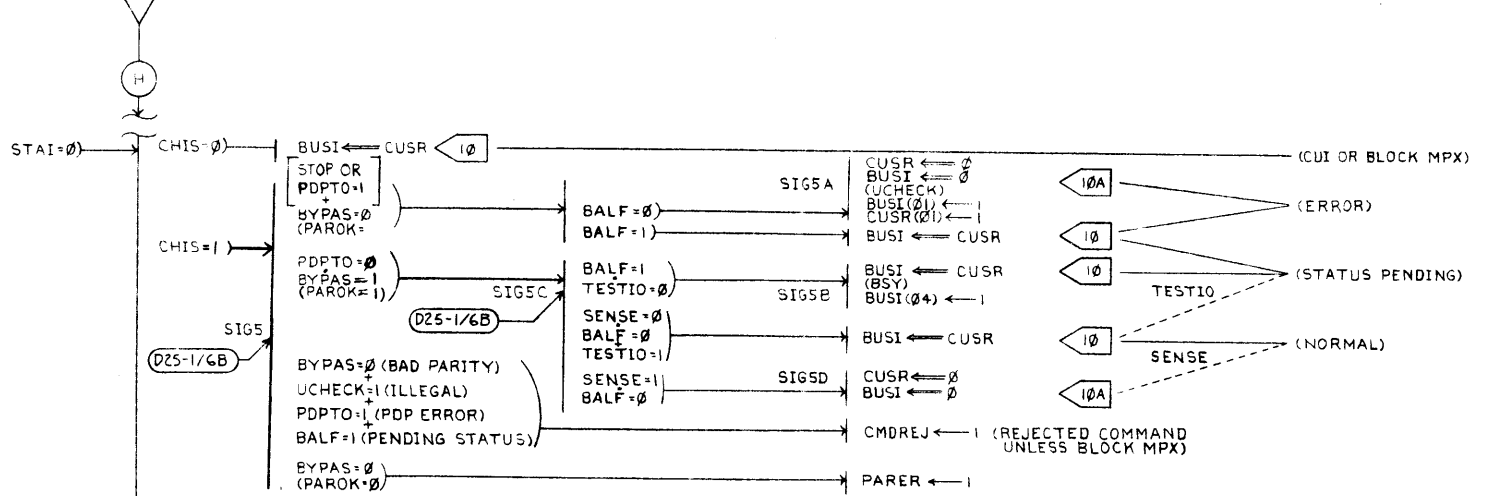 H
STAI=Ø)
CHIS-Ø)
BUSI ⟸ CUSR
1Ø
(CUI OR BLOCK MPX)
[STOP OR
PDPTO=1]
+
BYPAS=Ø
(PAROK=
SIG5A
CUSR ⟸ Ø
BUSI ⟸ Ø
(UCHECK)
BUSI(Ø1) ← 1
CUSR(Ø1) ← 1
1ØA
(ERROR)
BALF=Ø)
BALF=1)
BUSI ⟸ CUSR
1Ø
CHIS=1)
PDPTO=Ø
BYPAS=1
(PAROK=1)
SIG5C
D25-1/6B
BALF=1
TESTIO=Ø
SIG5B
BUSI ⟸ CUSR
(BSY)
BUSI(Ø4) ← 1
1Ø
TESTIO
(STATUS PENDING)
SIG5
D25-1/6B
SENSE=Ø
BALF=Ø
+
TESTIO=1
BUSI ⟸ CUSR
1Ø
SENSE
(NORMAL)
SENSE=1
BALF=Ø
SIG5D
CUSR ⟸ Ø
BUSI ⟸ Ø
1ØA
BYPAS=Ø (BAD PARITY)
+
UCHECK=1 (ILLEGAL)
+
PDPTO=1 (PDP ERROR)
+
BALF=1 (PENDING STATUS)
CMDREJ ← 1 (REJECTED COMMAND
UNLESS BLOCK MPX)
BYPAS=Ø
(PAROK=Ø)
PARER ← 1